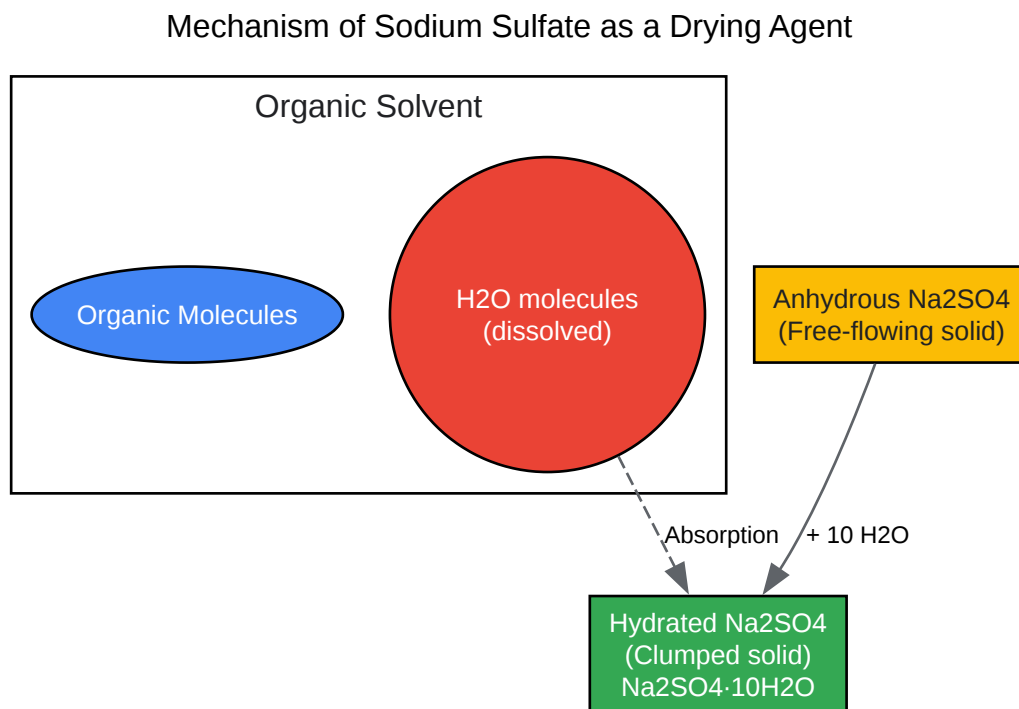 Mechanism of Sodium Sulfate as a Drying Agent
Organic Solvent
Organic Molecules
H2O molecules
(dissolved)
Anhydrous Na2SO4
(Free-flowing solid)
Absorption
+ 10 H2O
Hydrated Na2SO4
(Clumped solid)
Na2SO4·10H2O